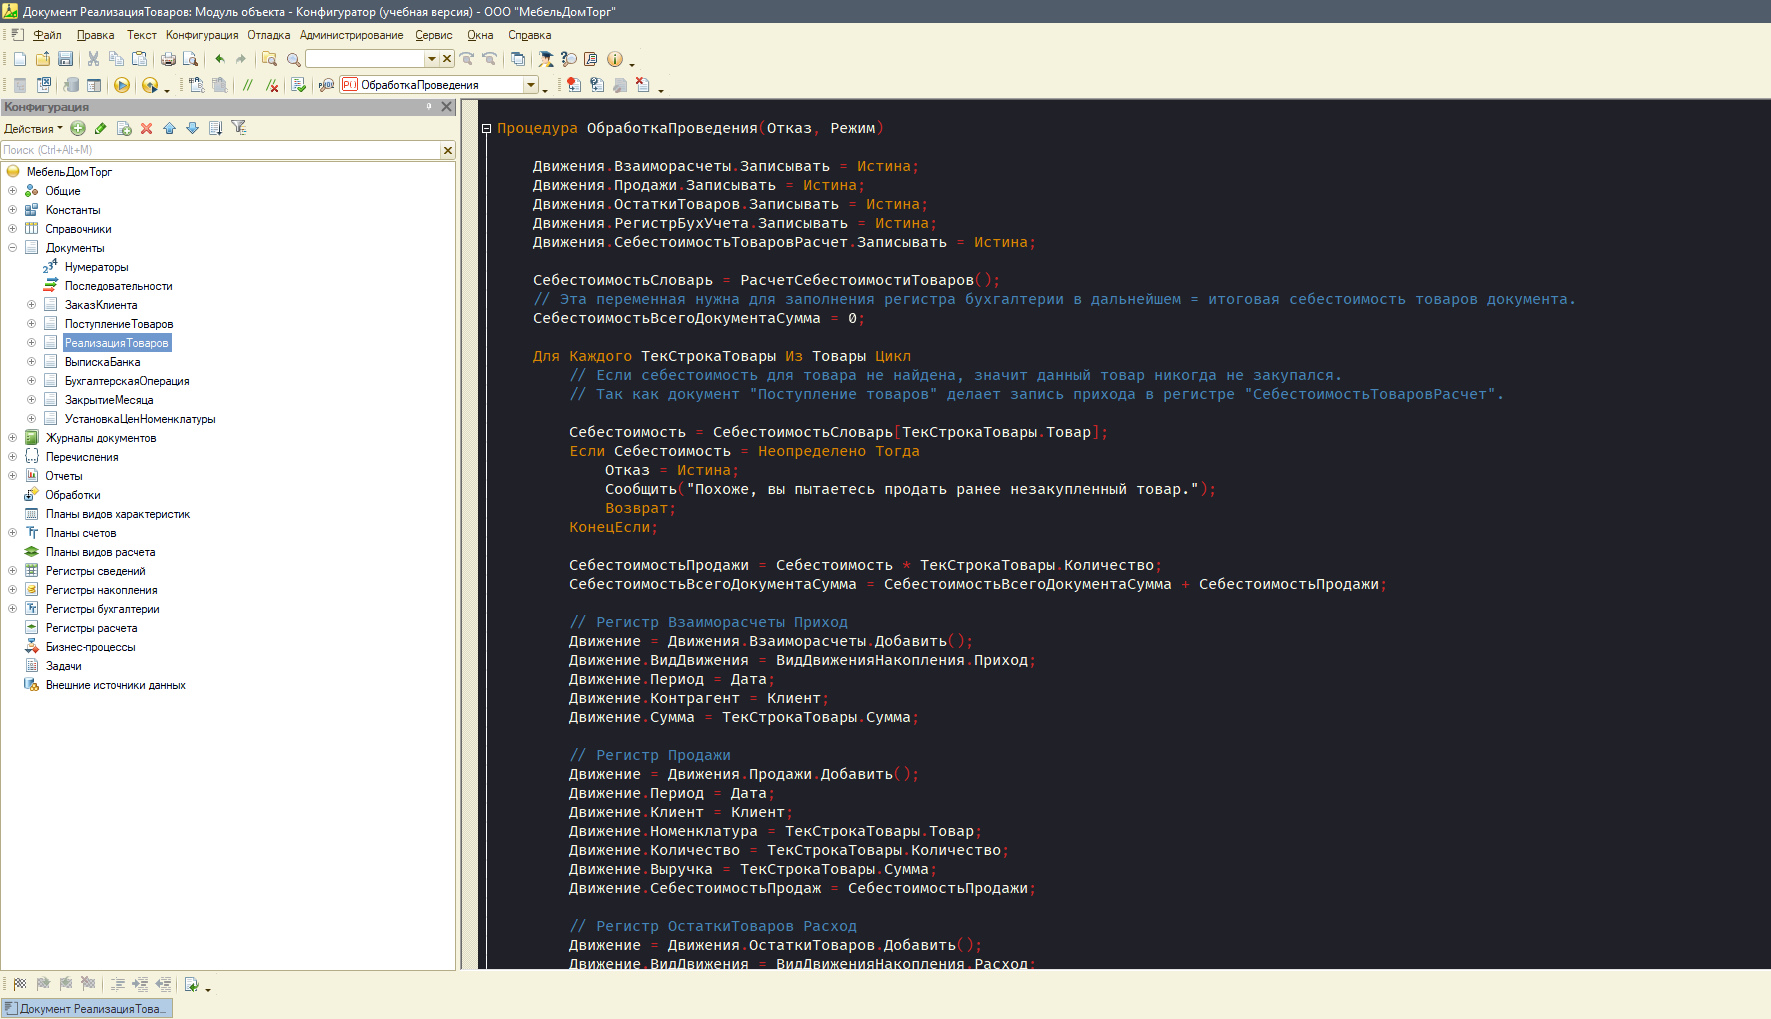 Документ РеализацияТоваров: Модуль объекта - Конфигуратор (учебная версия) - ООО "МебельДомТорг"
Файл Правка Текст Конфигурация Отладка Администрирование Сервис Окна Справка
ОбработкаПроведения
Конфигурация
Действия
Поиск (Ctrl+Alt+M)
МебельДомТорг
Общие
Константы
Справочники
Документы
Нумераторы
Последовательности
ЗаказКлиента
ПоступлениеТоваров
РеализацияТоваров
ВыпискаБанка
БухгалтерскаяОперация
ЗакрытиеМесяца
УстановкаЦенНоменклатуры
Журналы документов
Перечисления
Отчеты
Обработки
Планы видов характеристик
Планы счетов
Планы видов расчета
Регистры сведений
Регистры накопления
Регистры бухгалтерии
Регистры расчета
Бизнес-процессы
Задачи
Внешние источники данных
Процедура ОбработкаПроведения(Отказ, Режим)
Движения.Взаиморасчеты.Записывать = Истина;
Движения.Продажи.Записывать = Истина;
Движения.ОстаткиТоваров.Записывать = Истина;
Движения.РегистрБухУчета.Записывать = Истина;
Движения.СебестоимостьТоваровРасчет.Записывать = Истина;
СебестоимостьСловарь = РасчетСебестоимостиТоваров();
// Эта переменная нужна для заполнения регистра бухгалтерии в дальнейшем = итоговая себестоимость товаров документа.
СебестоимостьВсегоДокументаСумма = 0;
Для Каждого ТекСтрокаТовары Из Товары Цикл
// Если себестоимость для товара не найдена, значит данный товар никогда не закупался.
// Так как документ "Поступление товаров" делает запись прихода в регистре "СебестоимостьТоваровРасчет".
Себестоимость = СебестоимостьСловарь[ТекСтрокаТовары.Товар];
Если Себестоимость = Неопределено Тогда
Отказ = Истина;
Сообщить("Похоже, вы пытаетесь продать ранее незакупленный товар.");
Возврат;
КонецЕсли;
СебестоимостьПродажи = Себестоимость * ТекСтрокаТовары.Количество;
СебестоимостьВсегоДокументаСумма = СебестоимостьВсегоДокументаСумма + СебестоимостьПродажи;
// Регистр Взаиморасчеты Приход
Движение = Движения.Взаиморасчеты.Добавить();
Движение.ВидДвижения = ВидДвиженияНакопления.Приход;
Движение.Период = Дата;
Движение.Контрагент = Клиент;
Движение.Сумма = ТекСтрокаТовары.Сумма;
// Регистр Продажи
Движение = Движения.Продажи.Добавить();
Движение.Период = Дата;
Движение.Клиент = Клиент;
Движение.Номенклатура = ТекСтрокаТовары.Товар;
Движение.Количество = ТекСтрокаТовары.Количество;
Движение.Выручка = ТекСтрокаТовары.Сумма;
Движение.СебестоимостьПродаж = СебестоимостьПродажи;
// Регистр ОстаткиТоваров Расход
Движение = Движения.ОстаткиТоваров.Добавить();
Движение.ВидДвижения = ВидДвиженияНакопления.Расход;
Документ РеализацияТова...